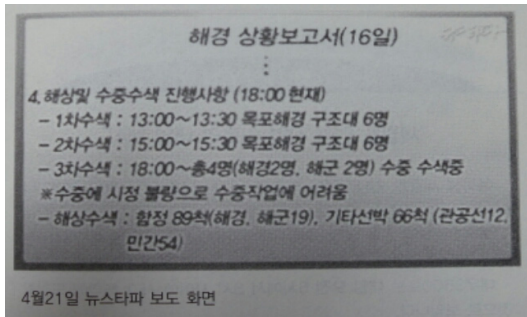 해경 상황보고서(16일)
⋮
4. 해상및 수중수색 진행사항 (18:00 현재)
- 1차수색 : 13:00~13:30 목포해경 구조대 6명
- 2차수색 : 15:00~15:30 목포해경 구조대 6명
- 3차수색 : 18:00~총4명(해경2명, 해군 2명) 수중 수색중
※수중에 시정 불량으로 수중작업에 어려움
- 해상수색 : 함정 89척(해경, 해군19), 기타선박 66척 (관공선12,
민간54)
4월21일 뉴스타파 보도 화면